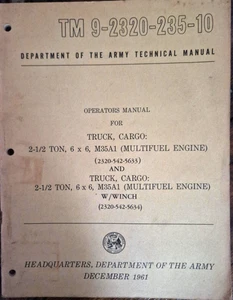 TM 9-2320-235-10
DEPARTMENT OF THE ARMY TECHNICAL MANUAL
OPERATORS MANUAL
FOR
TRUCK, CARGO:
2-1/2 TON, 6 x 6, M35A1 (MULTIFUEL ENGINE)
(2320-542-5633)
AND
TRUCK, CARGO:
2-1/2 TON, 6 x 6, M35A1 (MULTIFUEL ENGINE)
W/WINCH
(2320-542-5634)
HEADQUARTERS, DEPARTMENT OF THE ARMY
DECEMBER 1961